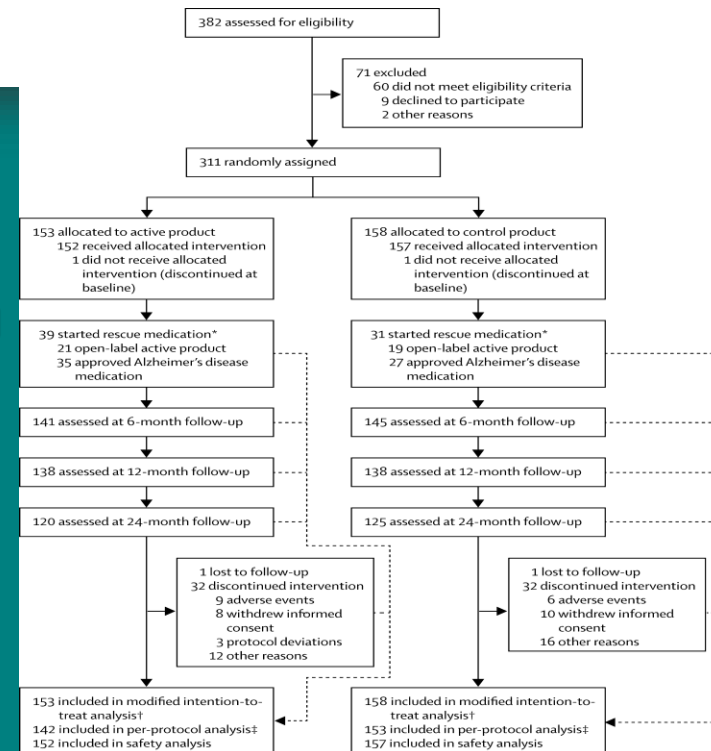 382 assessed for eligibility
71 excluded
60 did not meet eligibility criteria
9 declined to participate
2 other reasons
311 randomly assigned
153 allocated to active product
152 received allocated intervention
1 did not receive allocated
intervention (discontinued at
baseline)
158 allocated to control product
157 received allocated intervention
1 did not receive allocated
intervention (discontinued at
baseline)
39 started rescue medication*
21 open-label active product
35 approved Alzheimer's disease
medication
31 started rescue medication*
19 open-label active product
27 approved Alzheimer's disease
medication
141 assessed at 6-month follow-up
145 assessed at 6-month follow-up
138 assessed at 12-month follow-up
138 assessed at 12-month follow-up
120 assessed at 24-month follow-up
125 assessed at 24-month follow-up
1 lost to follow-up
32 discontinued intervention
9 adverse events
8 withdrew informed
consent
3 protocol deviations
12 other reasons
1 lost to follow-up
32 discontinued intervention
6 adverse events
10 withdrew informed
consent
16 other reasons
153 included in modified intention-to-
treat analysis†
142 included in per-protocol analysis‡
152 included in safety analysis
158 included in modified intention-to-
treat analysis†
153 included in per-protocol analysis‡
157 included in safety analysis